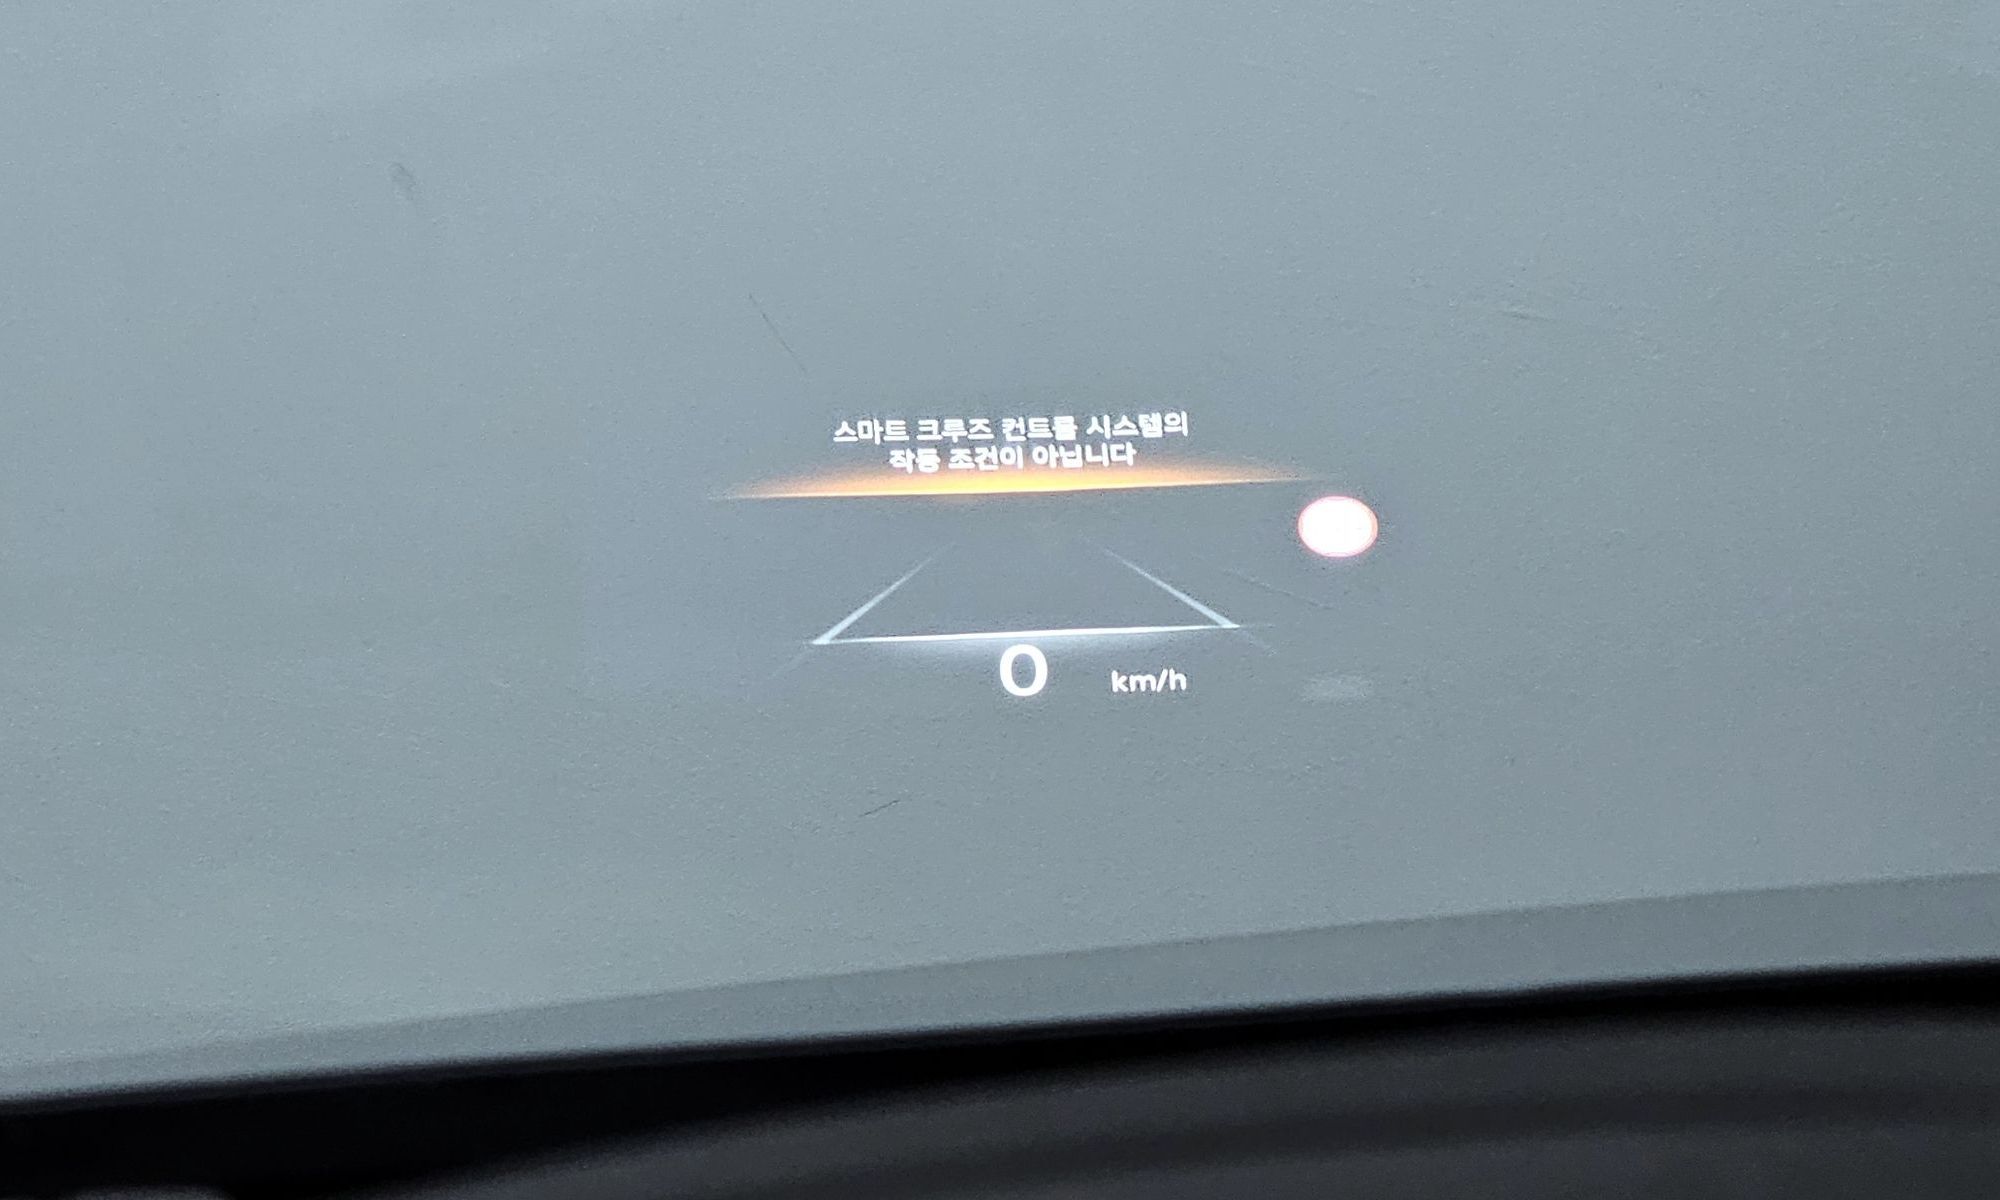 스마트 크루즈 컨트롤 시스템의
작동 조건이 아닙니다
0 km/h